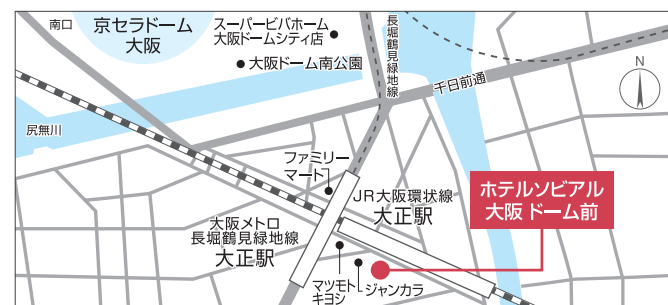 南口
京セラドーム
大阪
スーパービバホーム
大阪ドームシティ店
大阪ドーム南公園
長堀鶴見緑地線
千日前通
N
尻無川
ファミリー
マート
JR大阪環状線
大正駅
ホテルソビアル
大阪 ドーム前
大阪メトロ
長堀鶴見緑地線
大正駅
マツモト
キヨシ
ジャンカラ